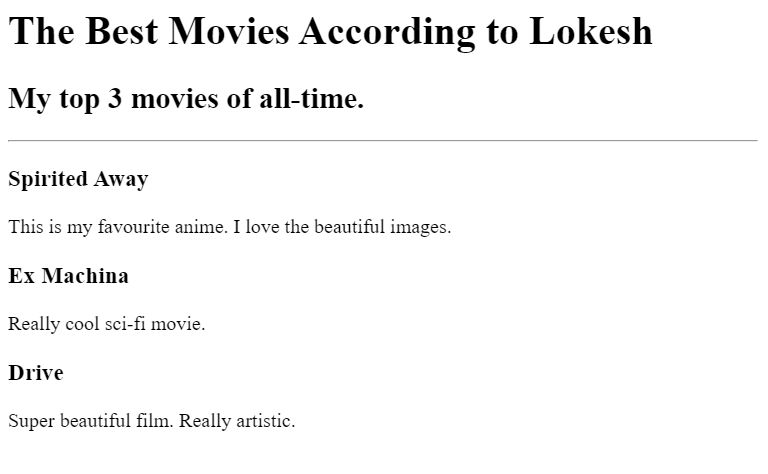 The Best Movies According to Lokesh
My top 3 movies of all-time.
Spirited Away
This is my favourite anime. I love the beautiful images.
Ex Machina
Really cool sci-fi movie.
Drive
Super beautiful film. Really artistic.